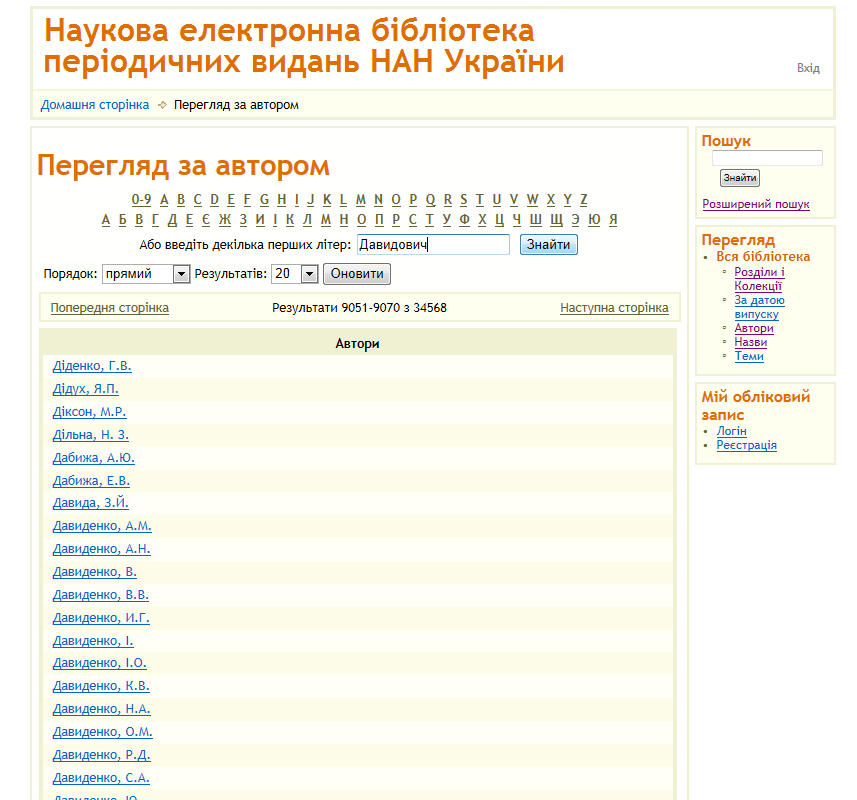 Наукова електронна бібліотека
періодичних видань НАН України
Вхід
Домашня сторінка
Перегляд за автором
Перегляд за автором
0-9 A B C D E F G H I J K L M N O P Q R S T U V W X Y Z
А Б В Г Д Е Є Ж З И І К Л М Н О П Р С Т У Ф Х Ц Ч Ш Щ Э Ю Я
Або введіть декілька перших літер: Давидович Знайти
Порядок: прямий Результатів: 20 Оновити
Попередня сторінка Результати 9051-9070 з 34568 Наступна сторінка
Автори
Діденко, Г.В.
Дідух, Я.П.
Діксон, М.Р.
Дільна, Н. З.
Дабижа, А.Ю.
Дабижа, Е.В.
Давида, З.Й.
Давиденко, А.М.
Давиденко, А.Н.
Давиденко, В.
Давиденко, В.В.
Давиденко, И.Г.
Давиденко, І.
Давиденко, І.О.
Давиденко, К.В.
Давиденко, Н.А.
Давиденко, О.М.
Давиденко, Р.Д.
Давиденко, С.А.
Давиденко, Ю.
Пошук
Знайти
Розширений пошук
Перегляд
Вся бібліотека
Розділи і
Колекції
За датою
випуску
Автори
Назви
Теми
Мій обліковий
запис
Логін
Реєстрація